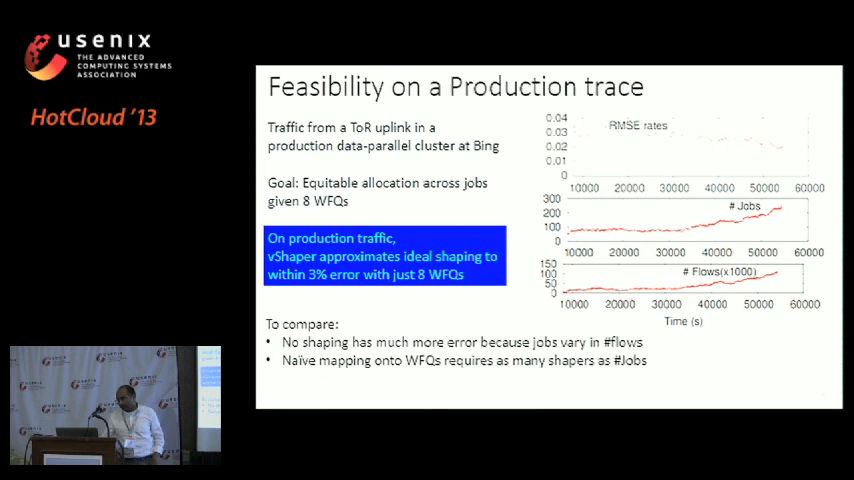 usenix
THE ADVANCED
COMPUTING SYSTEMS
ASSOCIATION
HotCloud '13
Feasibility on a Production trace
Traffic from a ToR uplink in a
production data-parallel cluster at Bing
Goal: Equitable allocation across jobs
given 8 WFQs
On production traffic,
vShaper approximates ideal shaping to
within 3% error with just 8 WFQs
0.04
0.03
0.02
0.01
0
RMSE rates
10000 20000 30000 40000 50000 60000
300
200
100
0
# Jobs
10000 20000 30000 40000 50000 60000
150
100
50
0
# Flows(x1000)
10000 20000 30000 40000 50000 60000
Time (s)
To compare:
• No shaping has much more error because jobs vary in #flows
• Naïve mapping onto WFQs requires as many shapers as #Jobs